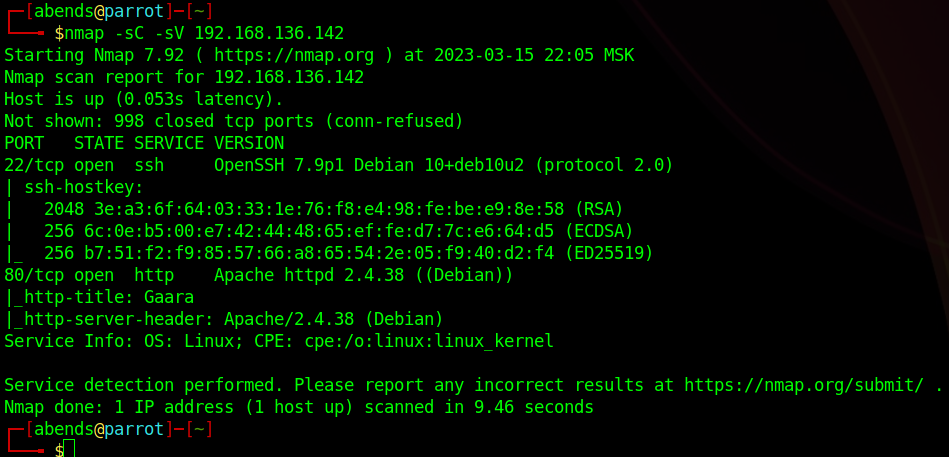 ┌─[abends@parrot]─[~]
└──╼ $nmap -sC -sV 192.168.136.142
Starting Nmap 7.92 ( https://nmap.org ) at 2023-03-15 22:05 MSK
Nmap scan report for 192.168.136.142
Host is up (0.053s latency).
Not shown: 998 closed tcp ports (conn-refused)
PORT   STATE SERVICE VERSION
22/tcp open  ssh     OpenSSH 7.9p1 Debian 10+deb10u2 (protocol 2.0)
| ssh-hostkey:
|   2048 3e:a3:6f:64:03:33:1e:76:f8:e4:98:fe:be:e9:8e:58 (RSA)
|   256 6c:0e:b5:00:e7:42:44:48:65:ef:fe:d7:7c:e6:64:d5 (ECDSA)
|_  256 b7:51:f2:f9:85:57:66:a8:65:54:2e:05:f9:40:d2:f4 (ED25519)
80/tcp open  http    Apache httpd 2.4.38 ((Debian))
|_http-title: Gaara
|_http-server-header: Apache/2.4.38 (Debian)
Service Info: OS: Linux; CPE: cpe:/o:linux:linux_kernel

Service detection performed. Please report any incorrect results at https://nmap.org/submit/ .
Nmap done: 1 IP address (1 host up) scanned in 9.46 seconds
┌─[abends@parrot]─[~]
└──╼ $